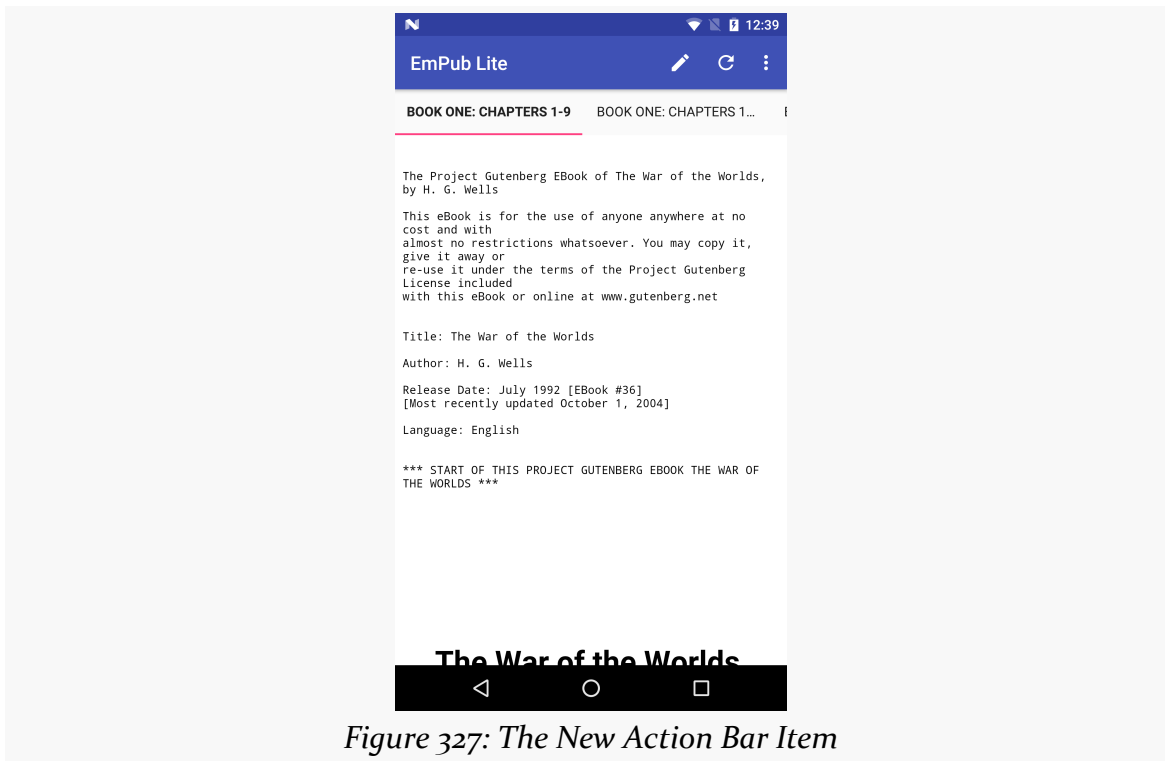 12:39
EmPub Lite
BOOK ONE: CHAPTERS 1-9 BOOK ONE: CHAPTERS 1...
The Project Gutenberg EBook of The War of the Worlds,
by H. G. Wells
This eBook is for the use of anyone anywhere at no
cost and with
almost no restrictions whatsoever. You may copy it,
give it away or
re-use it under the terms of the Project Gutenberg
License included
with this eBook or online at www.gutenberg.net
Title: The War of the Worlds
Author: H. G. Wells
Release Date: July 1992 [EBook #36]
[Most recently updated October 1, 2004]
Language: English
*** START OF THIS PROJECT GUTENBERG EBOOK THE WAR OF
THE WORLDS ***
The War of the Worlds
Figure 327: The New Action Bar Item